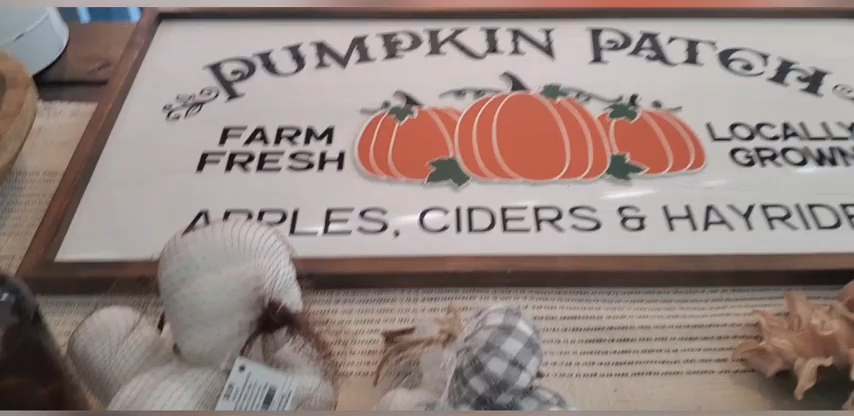 PUMPKIN PATCH
FARM FRESH
LOCALLY GROWN
APPLES, CIDERS & HAYRIDE